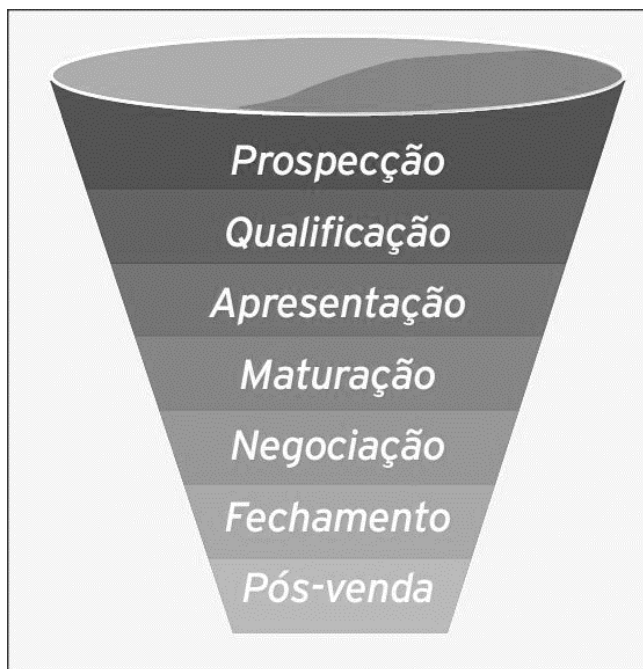 Prospecção
Qualificação
Apresentação
Maturação
Negociação
Fechamento
Pós-venda